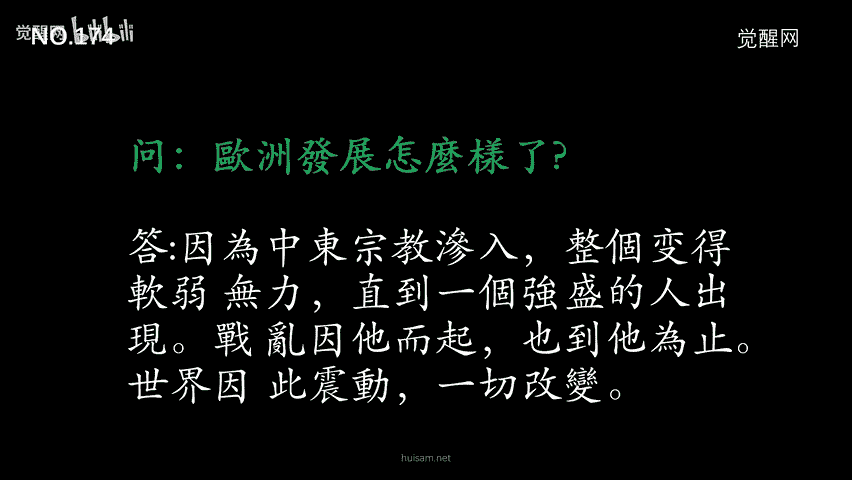 觉醒网 bilibili
NO.174
觉醒网
问：歐洲發展怎麼樣了?
答:因為中東宗教滲入，整個变得
軟弱 無力，直到一個強盛的人出
現。戰 亂因他而起，也到他為止。
世界因 此震動，一切改變。
huisam.net